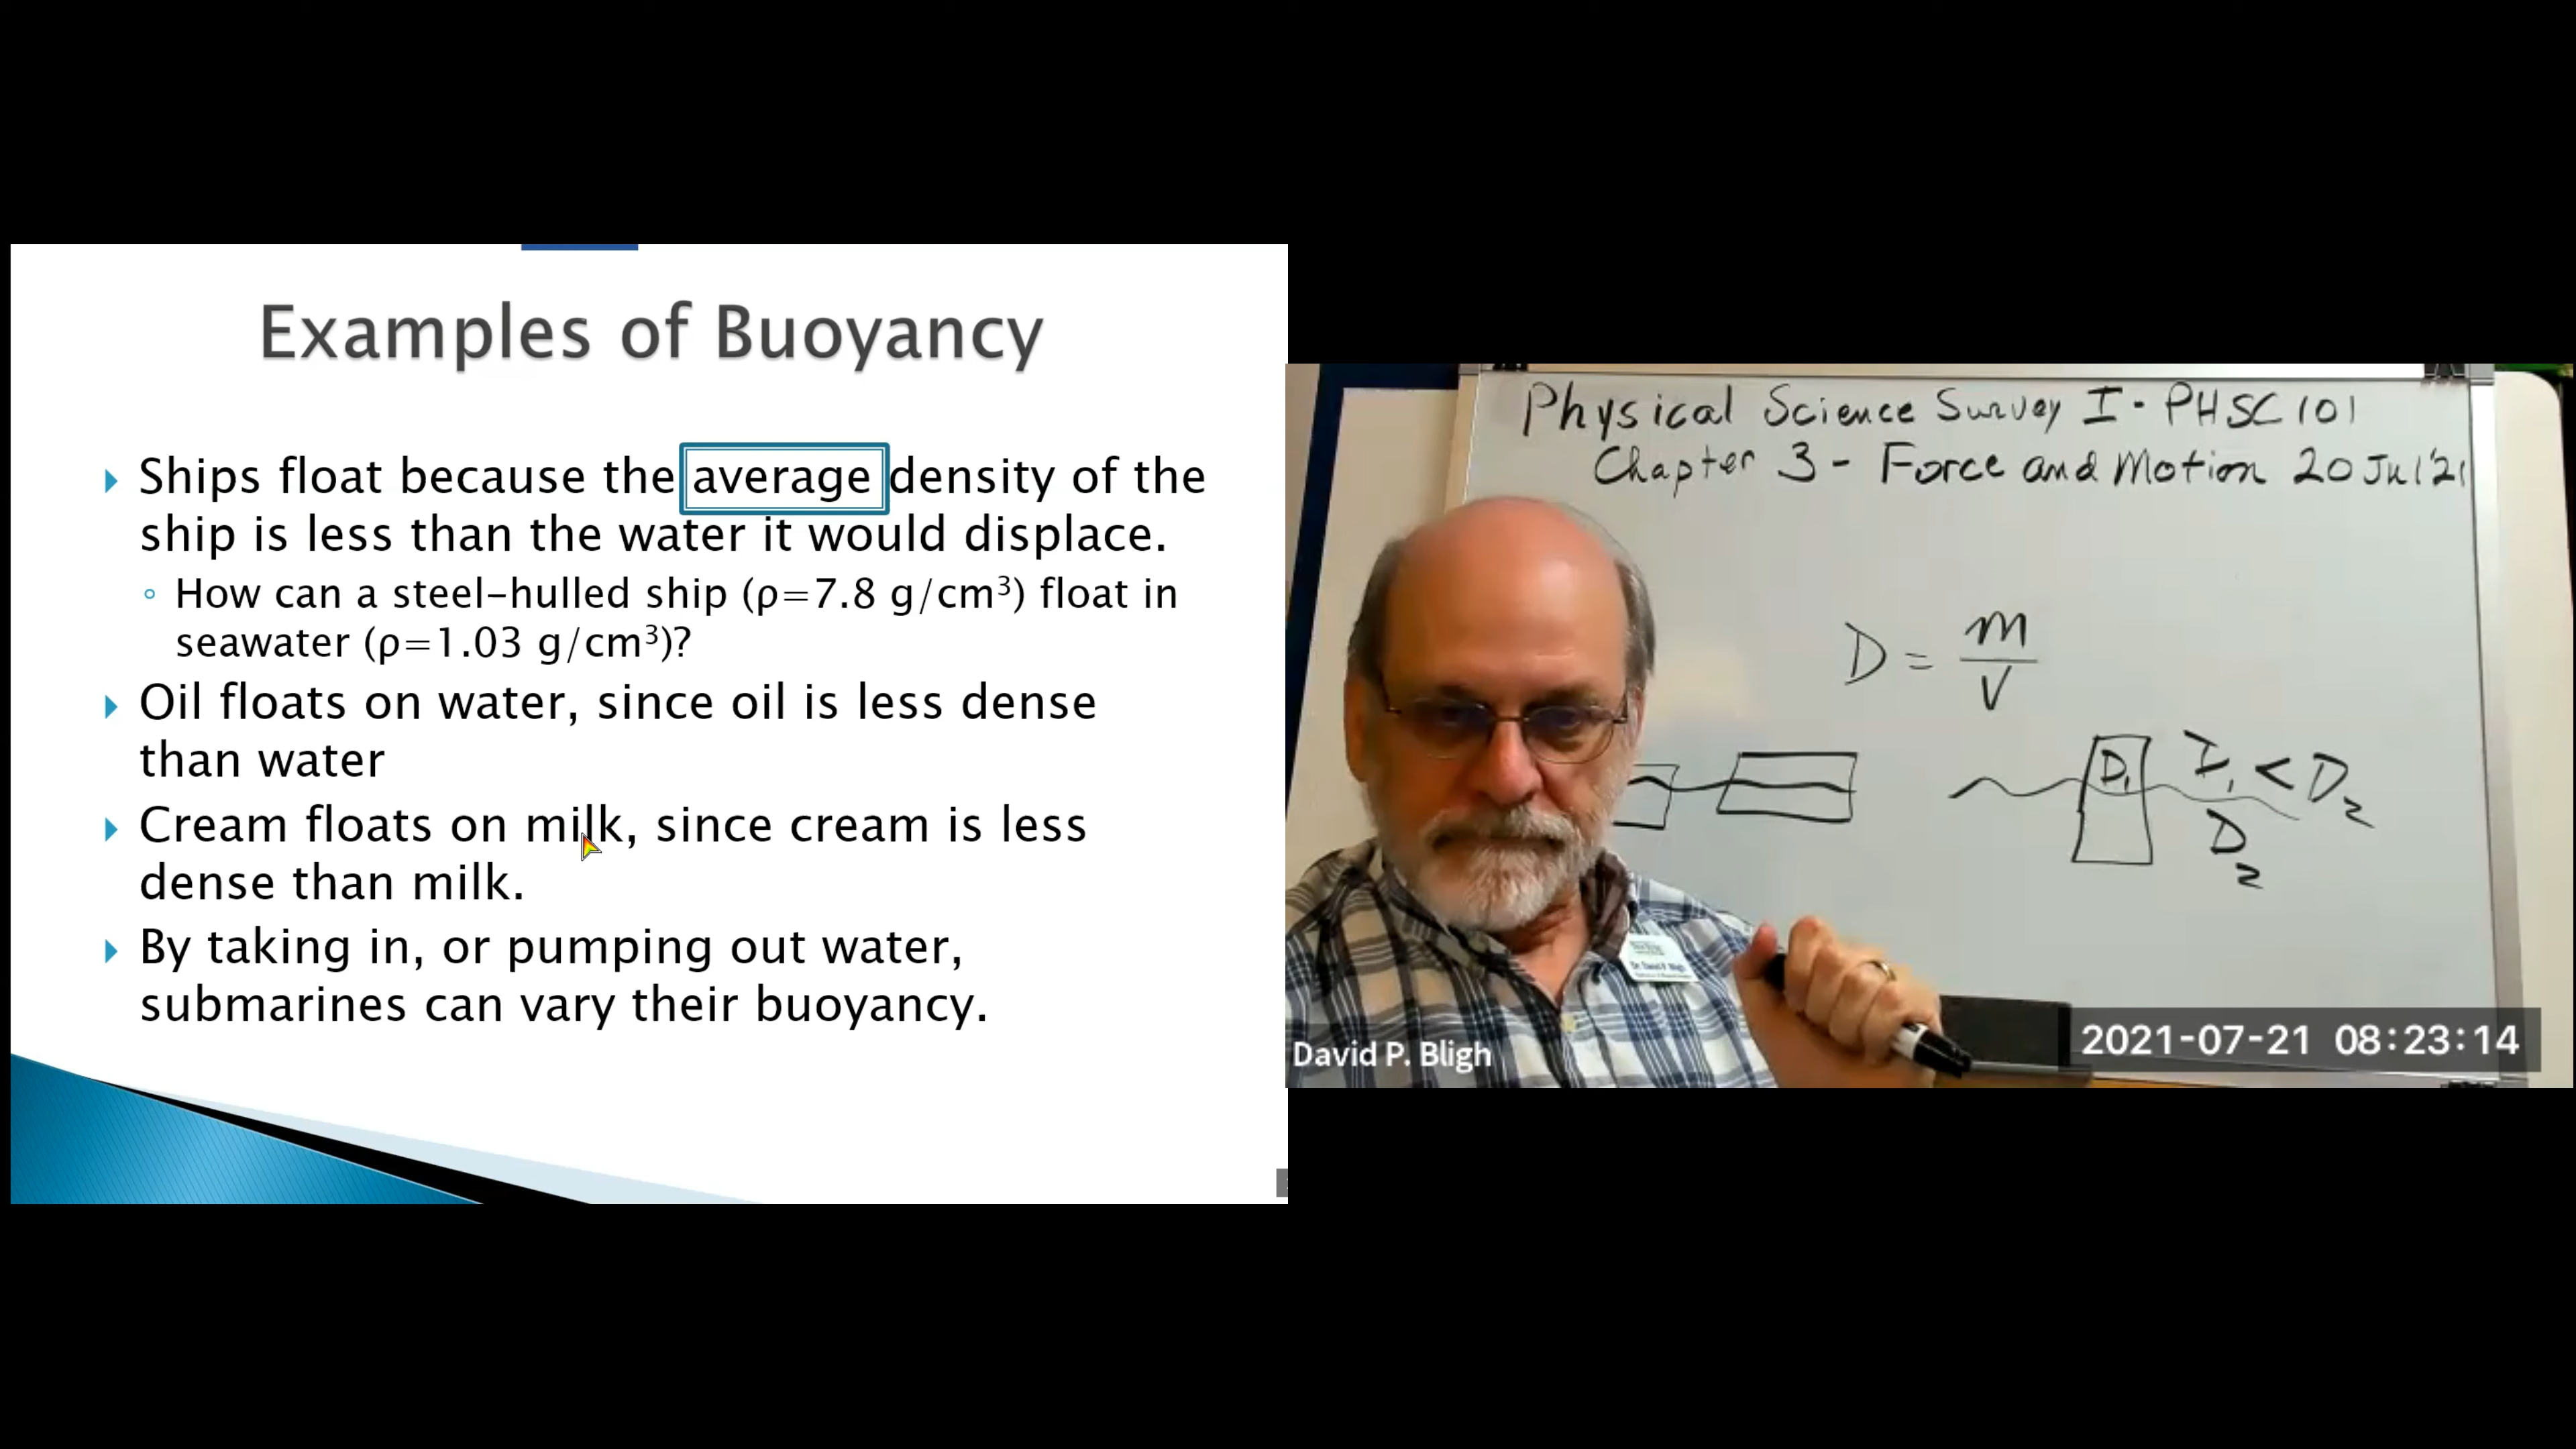 Examples of Buoyancy
Ships float because the average density of the
ship is less than the water it would displace.
How can a steel-hulled ship (ρ=7.8 g/cm³) float in
seawater (ρ=1.03 g/cm³)?
Oil floats on water, since oil is less dense
than water
Cream floats on milk, since cream is less
dense than milk.
By taking in, or pumping out water,
submarines can vary their buoyancy.
Physical Science Survey I - PHSC 101
Chapter 3 - Force and Motion 20 Jul '21
D = m/V
D₁
I₁ < D₂
D₂
Dr. David P. Bligh
David P. Bligh
2021-07-21 08:23:14